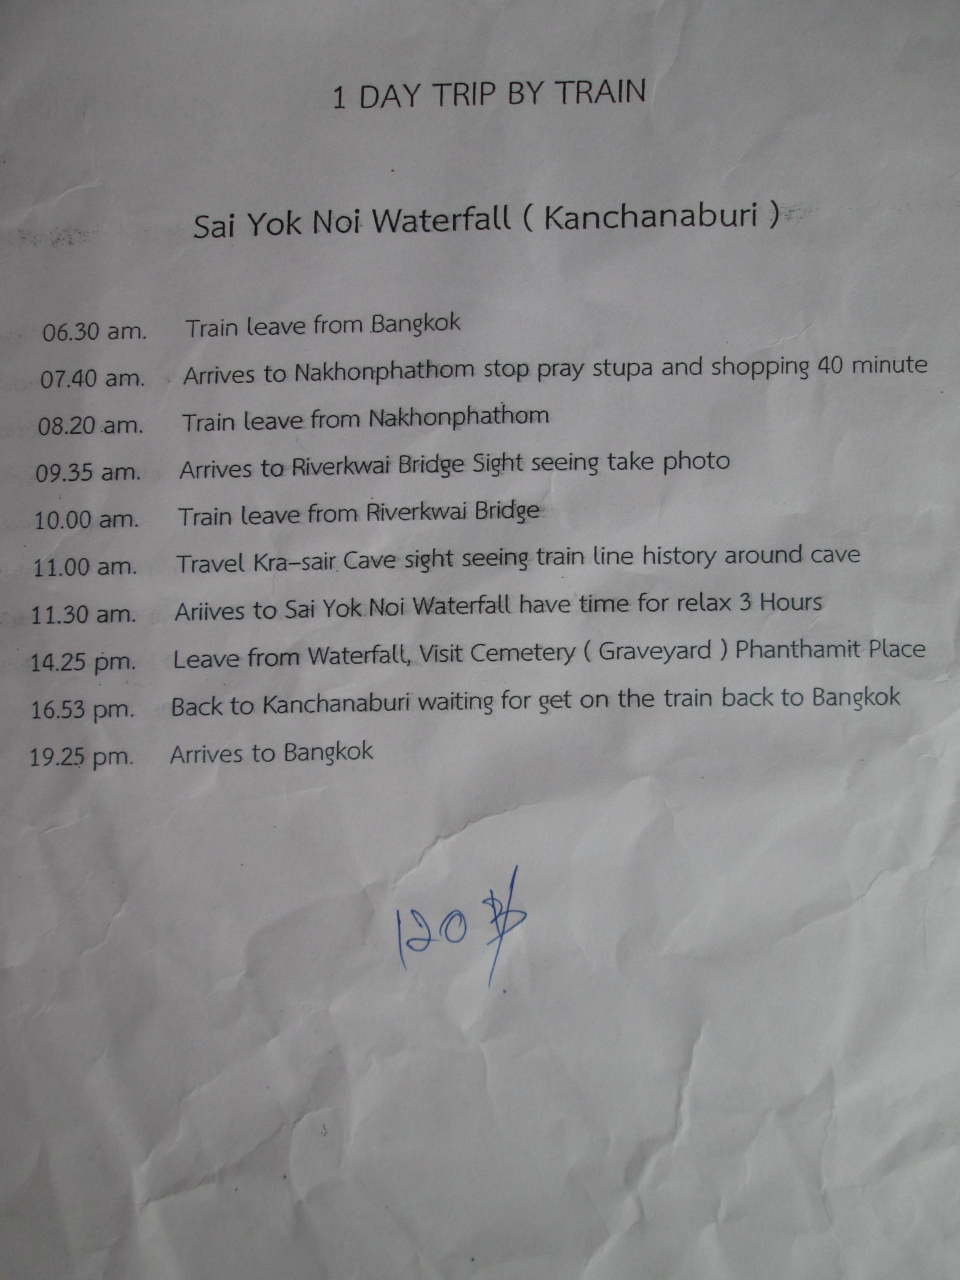 1 DAY TRIP BY TRAIN
Sai Yok Noi Waterfall ( Kanchanaburi )
06.30 am. Train leave from Bangkok
07.40 am. Arrives to Nakhonphathom stop pray stupa and shopping 40 minute
08.20 am. Train leave from Nakhonphathom
09.35 am. Arrives to Riverkwai Bridge Sight seeing take photo
10.00 am. Train leave from Riverkwai Bridge
11.00 am. Travel Kra–sair Cave sight seeing train line history around cave
11.30 am. Ariives to Sai Yok Noi Waterfall have time for relax 3 Hours
14.25 pm. Leave from Waterfall, Visit Cemetery ( Graveyard ) Phanthamit Place
16.53 pm. Back to Kanchanaburi waiting for get on the train back to Bangkok
19.25 pm. Arrives to Bangkok
120 ฿